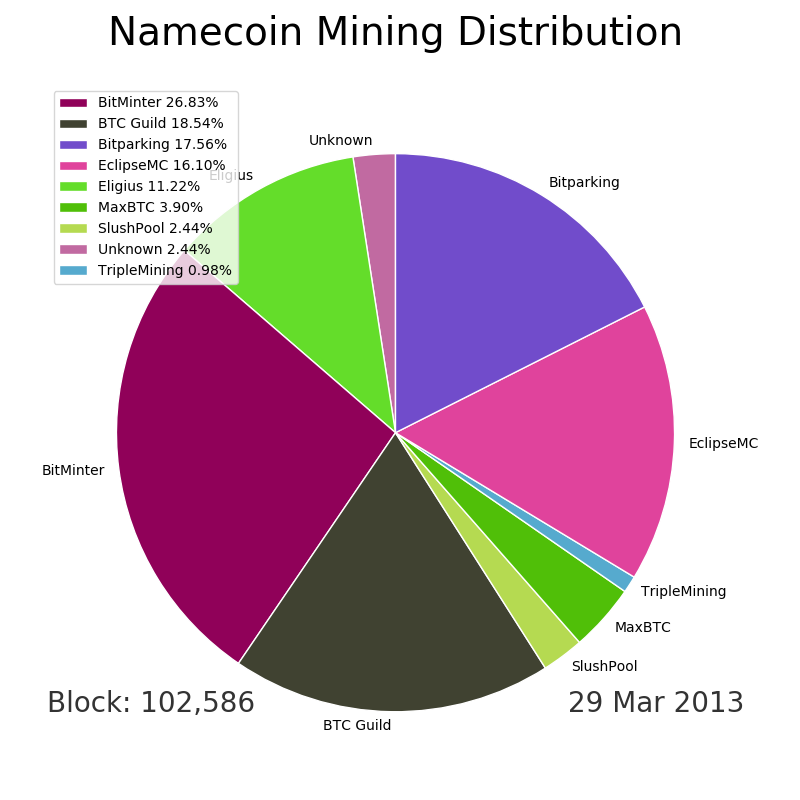 Namecoin Mining Distribution
BitMinter 26.83%
BTC Guild 18.54%
Bitparking 17.56%
EclipseMC 16.10%
Eligius 11.22%
MaxBTC 3.90%
SlushPool 2.44%
Unknown 2.44%
TripleMining 0.98%
Unknown
Bitparking
Eligius
EclipseMC
BitMinter
TripleMining
MaxBTC
SlushPool
BTC Guild
Block: 102,586
29 Mar 2013